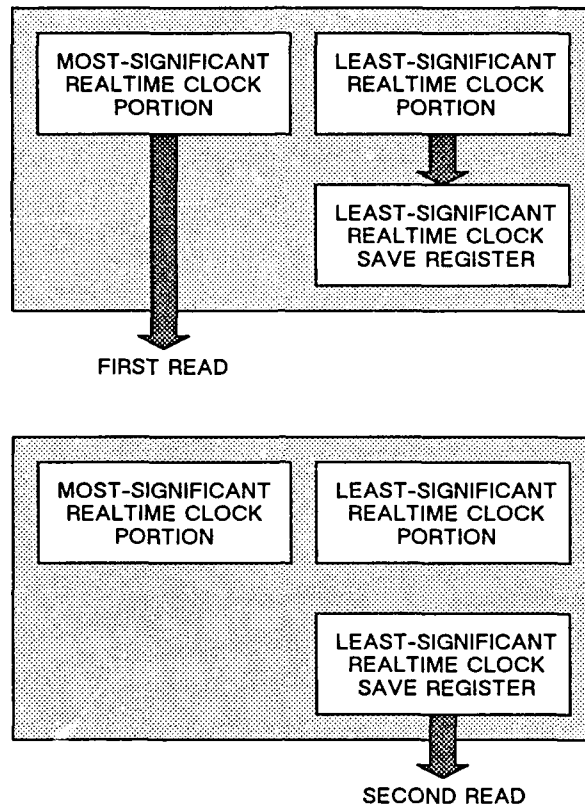 MOST-SIGNIFICANT
REALTIME CLOCK
PORTION
LEAST-SIGNIFICANT
REALTIME CLOCK
PORTION
LEAST-SIGNIFICANT
REALTIME CLOCK
SAVE REGISTER
FIRST READ
MOST-SIGNIFICANT
REALTIME CLOCK
PORTION
LEAST-SIGNIFICANT
REALTIME CLOCK
PORTION
LEAST-SIGNIFICANT
REALTIME CLOCK
SAVE REGISTER
SECOND READ